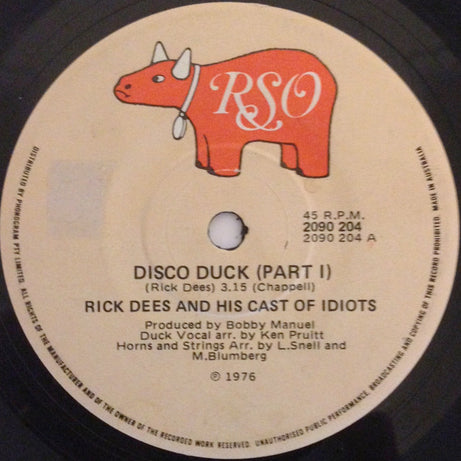 RSO
45 R.P.M.
2090 204
2090 204 A
DISCO DUCK (PART I)
(Rick Dees) 3.15 (Chappell)
RICK DEES AND HIS CAST OF IDIOTS
Produced by Bobby Manuel
Duck Vocal arr. by Ken Pruitt
Horns and Strings Arr. by L.Snell and
M.Blumberg
℗ 1976
DISTRIBUTED BY PHONOGRAM PTY LIMITED. ALL RIGHTS OF THE MANUFACTURER AND OF THE OWNER OF THE RECORDED WORK RESERVED. UNAUTHORISED PUBLIC PERFORMANCE, BROADCASTING AND COPYING OF THIS RECORD PROHIBITED. MADE IN AUSTRALIA